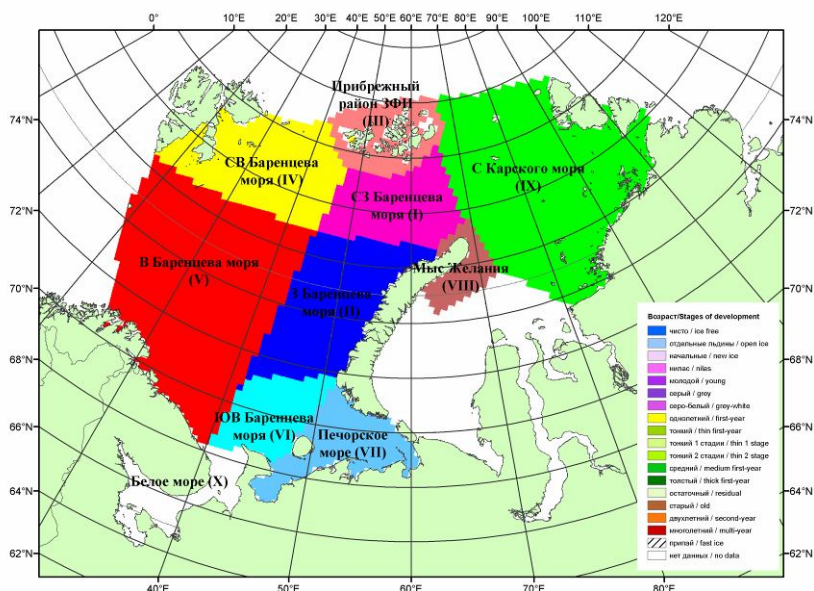 0° 10°E 20°E 30°E 40°E 50°E 60°E 70°E 80°E 90°E 100°E 110°E 120°E
74°N
72°N
70°N
68°N
66°N
64°N
62°N
Прибрежный
район ЗФИ
(III)
СВ Баренцева
моря (IV)
С Карского моря
(IX)
СЗ Баренцева
моря (I)
В Баренцева моря
(V)
Мыс Желания
(VIII)
З Баренцева
моря (II)
ЮВ Баренцева
моря (VI)
Печорское
море (VII)
Белое море (X)
74°N
72°N
70°N
68°N
66°N
64°N
62°N
Возраст/Stages of development
чисто / ice free
отдельные льдины / open ice
начальные / new ice
нилас / nilas
молодой / young
серый / grey
серо-белый / grey-white
однолетний / first-year
тонкий / thin first-year
тонкий 1 стадии / thin 1 stage
тонкий 2 стадии / thin 2 stage
средний / medium first-year
толстый / thick first-year
остаточный / residual
старый / old
двухлетний / second-year
многолетний / multi-year
припай / fast ice
нет данных / no data
40°E 50°E 60°E 70°E 80°E